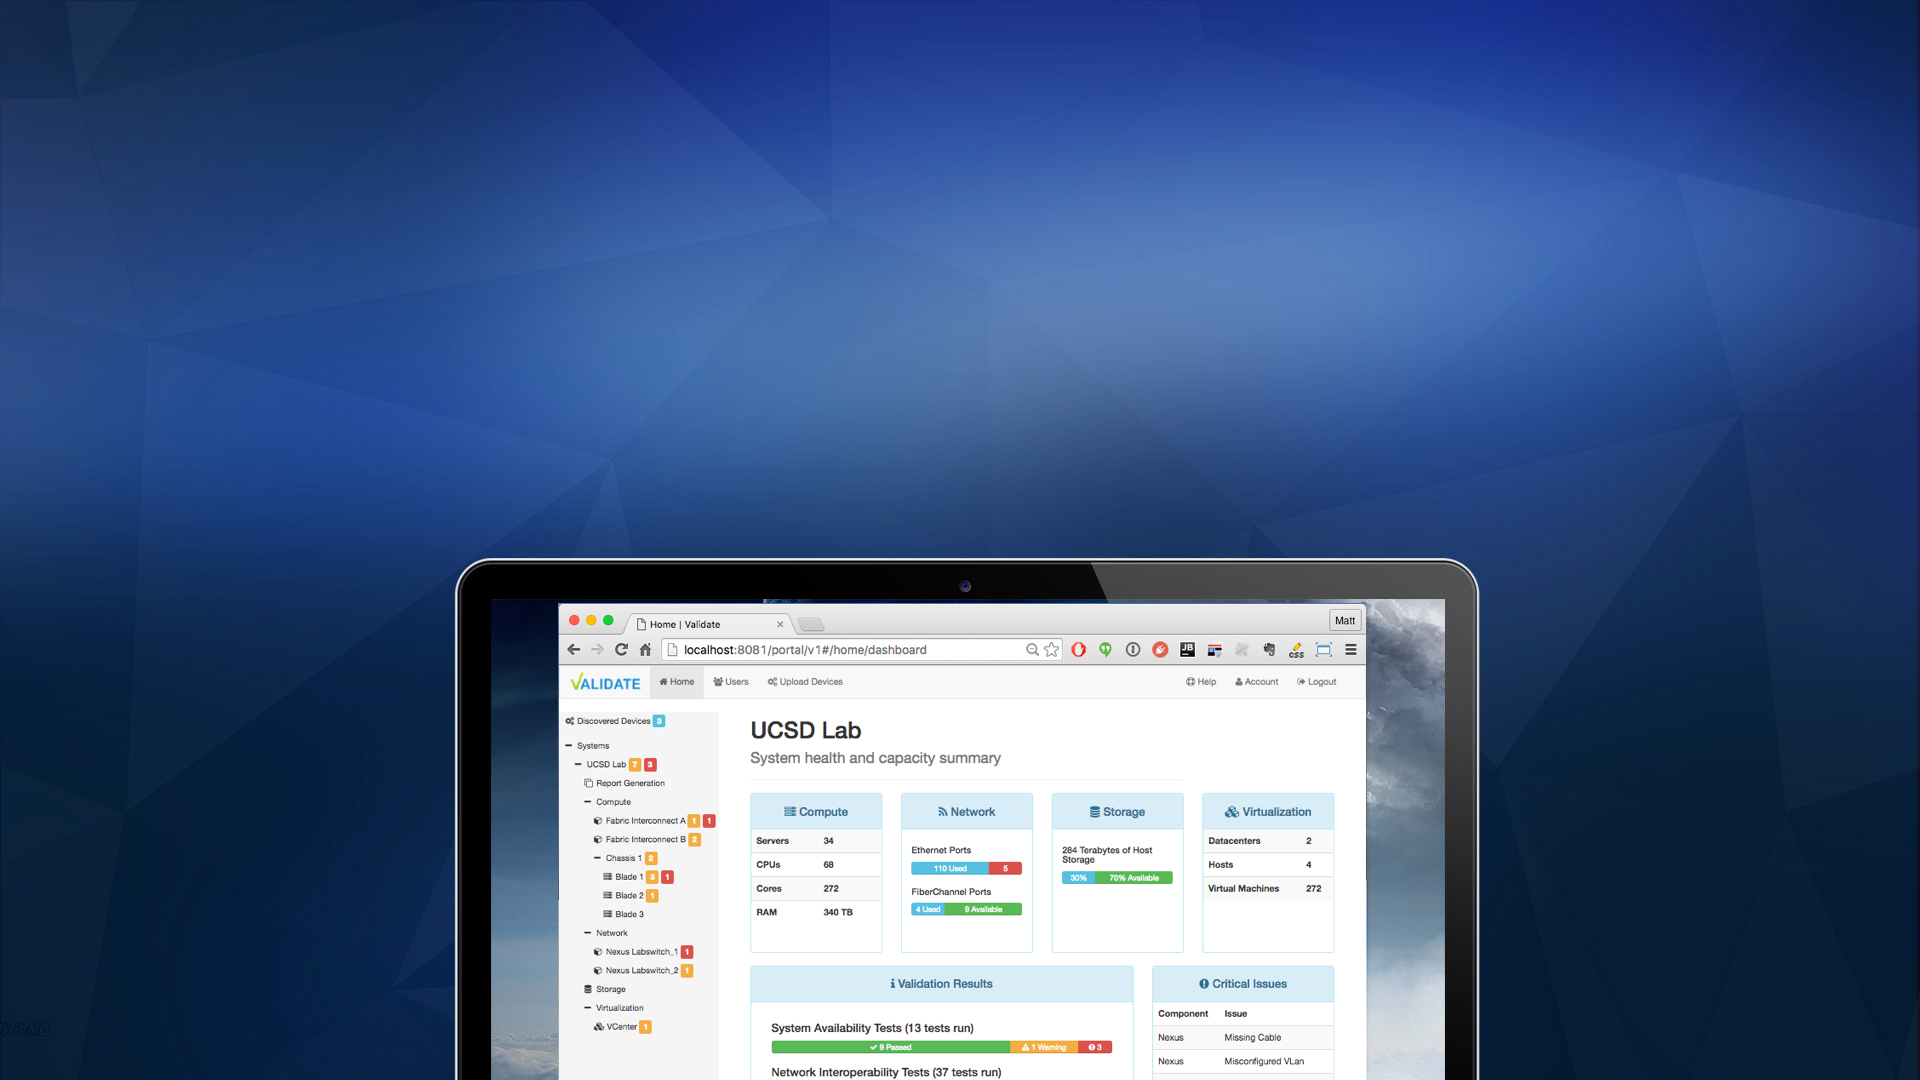 Home | Validate
Matt
localhost:8081/portal/v1#/home/dashboard
JB
CSS
VALIDATE
Home
Users
Upload Devices
Help
Account
Logout
Discovered Devices 3
Systems
UCSD Lab 7 3
Report Generation
Compute
Fabric Interconnect A 1 1
Fabric Interconnect B 2
Chassis 1 2
Blade 1 3 1
Blade 2 1
Blade 3
Network
Nexus Labswitch_1 1
Nexus Labswitch_2 1
Storage
Virtualization
VCenter 1
UCSD Lab
System health and capacity summary
Compute
Servers 34
CPUs 68
Cores 272
RAM 340 TB
Network
Ethernet Ports
110 Used 5
FiberChannel Ports
4 Used 9 Available
Storage
284 Terabytes of Host
Storage
30% 70% Available
Virtualization
Datacenters 2
Hosts 4
Virtual Machines 272
Validation Results
System Availability Tests (13 tests run)
9 Passed 1 Warning 3
Network Interoperability Tests (37 tests run)
Critical Issues
Component Issue
Nexus Missing Cable
Nexus Misconfigured VLan